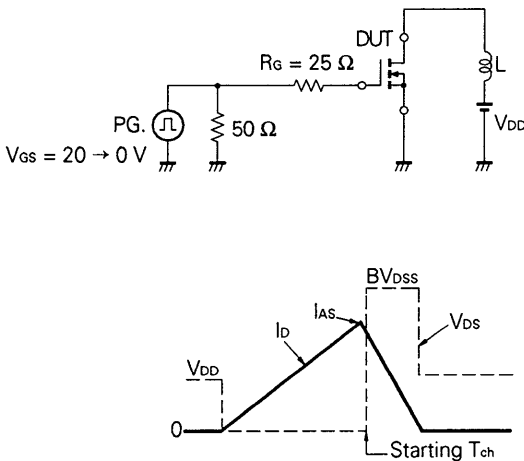 DUT
RG = 25 Ω
L
PG.
50 Ω
VGS = 20 → 0 V
VDD
BVDSS
IAS
ID
VDS
VDD
0
Starting Tch